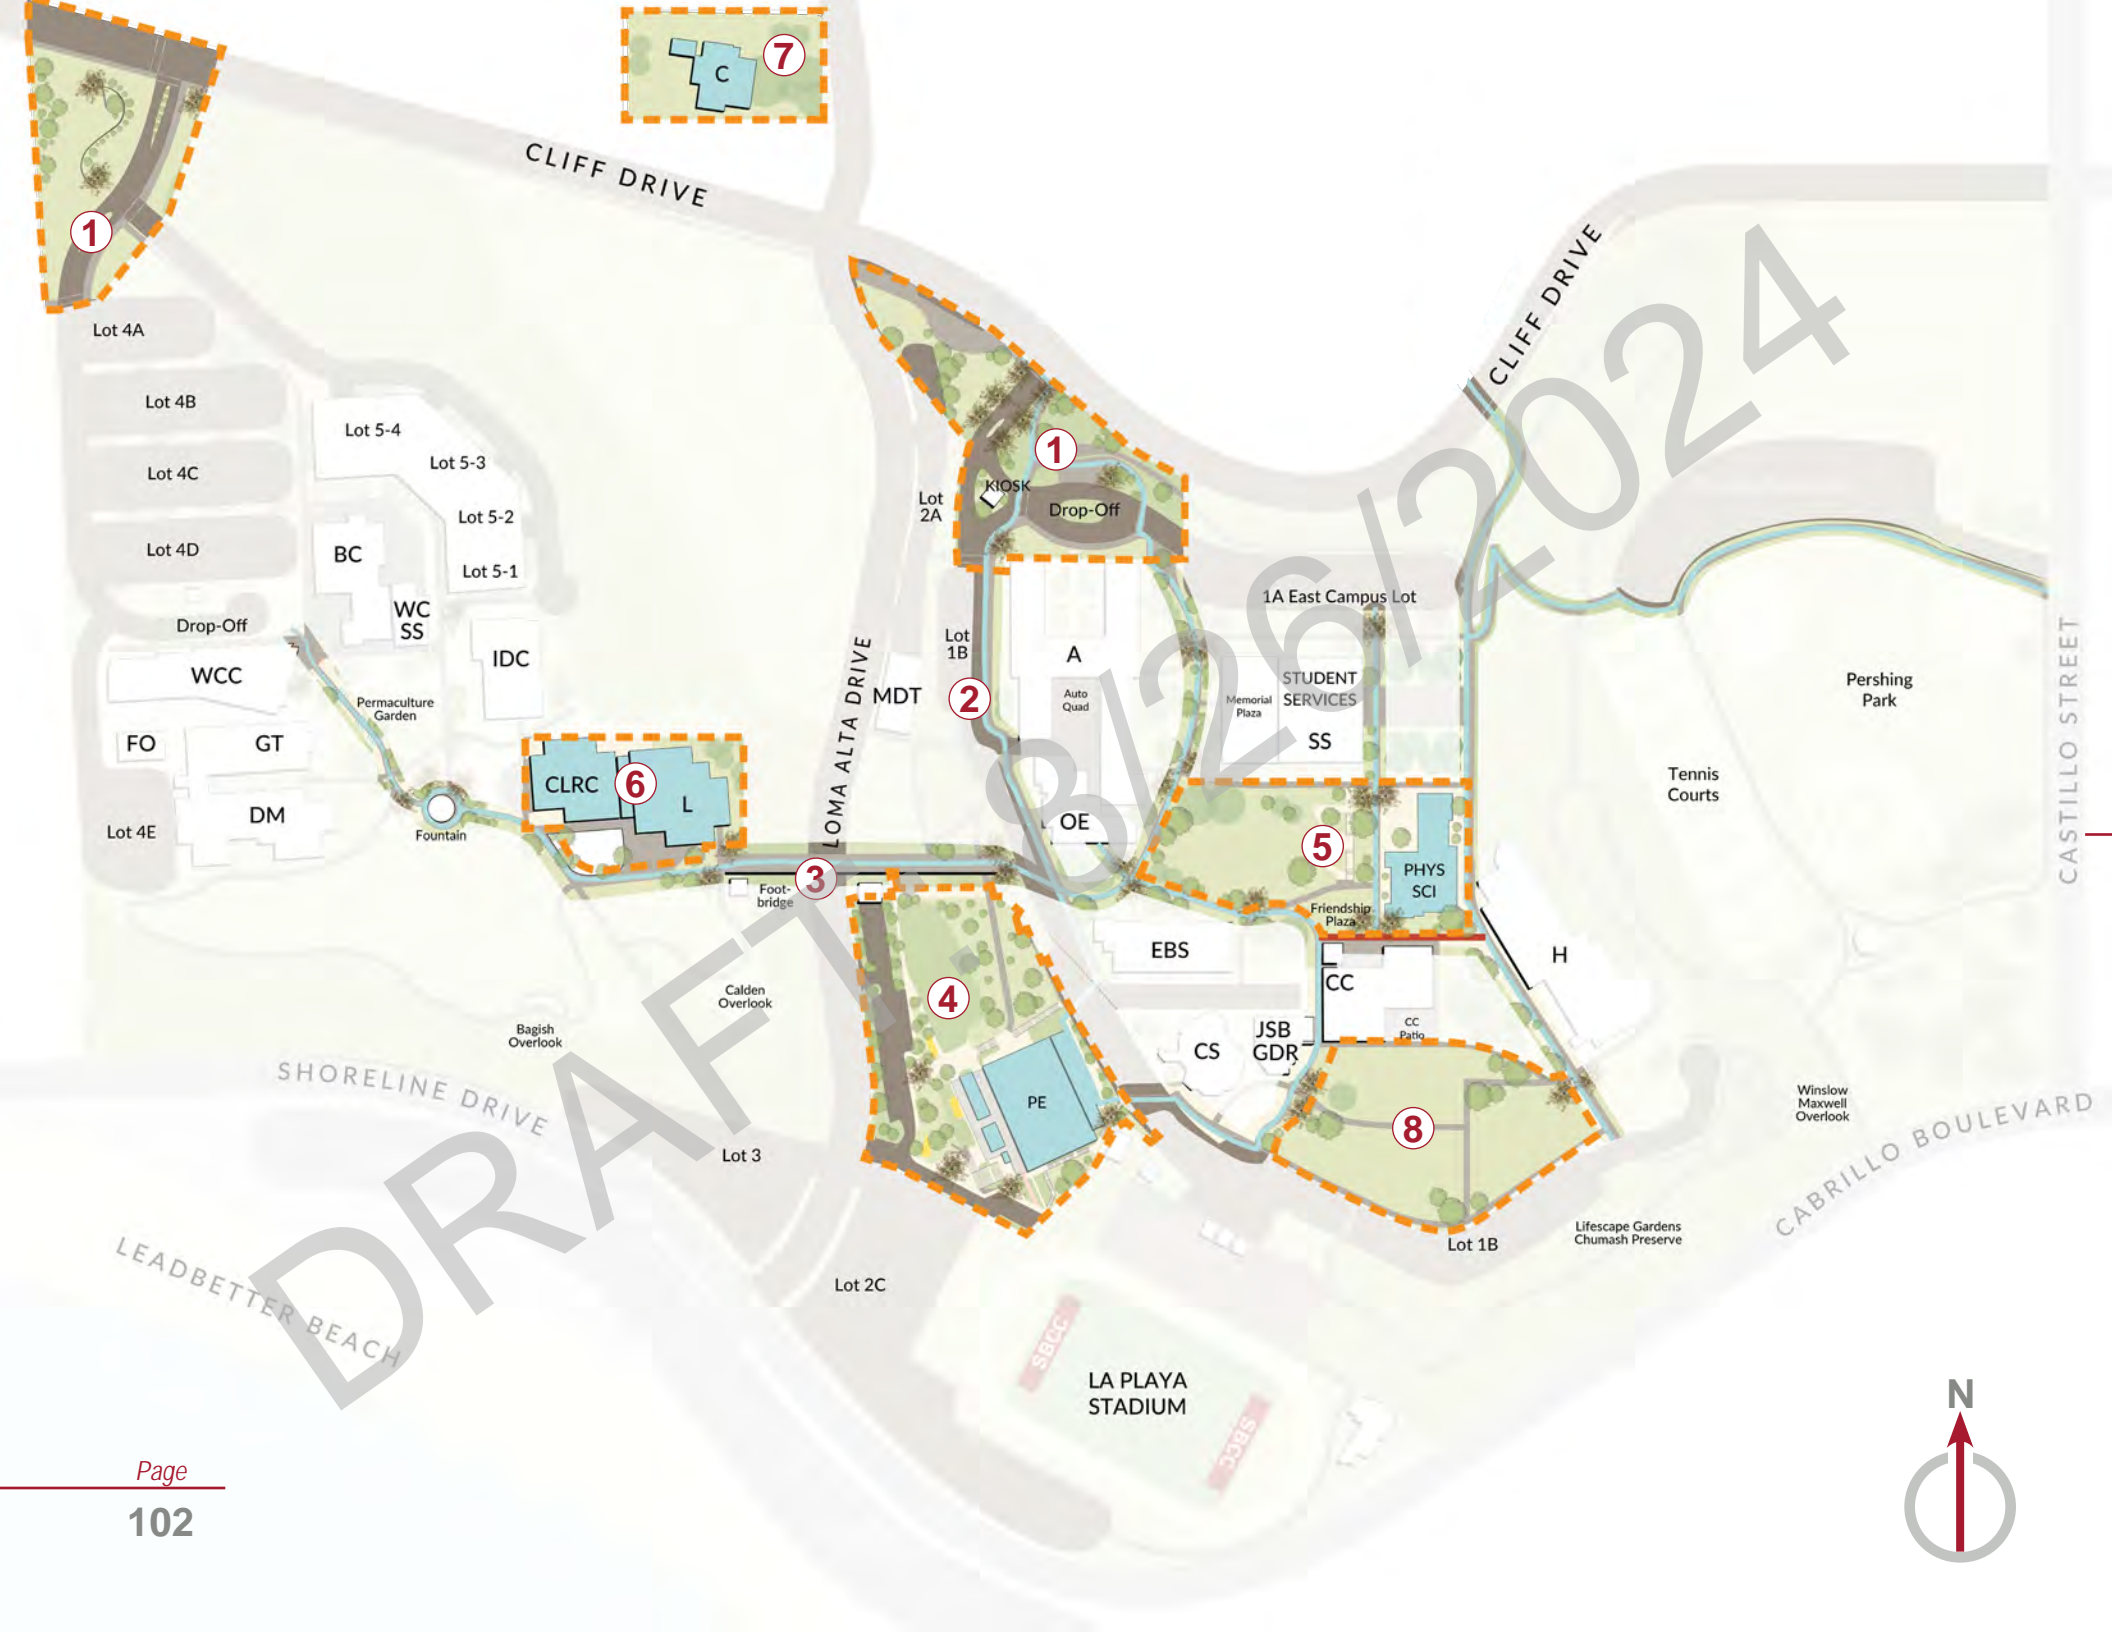 C
7
CLIFF DRIVE
1
CLIFF DRIVE
Lot 4A
Lot 4B
Lot 5-4
Lot 5-3
Lot 4C
Lot 5-2
Lot 4D
BC
Lot 5-1
1
KIOSK
Lot
2A
Drop-Off
1A East Campus Lot
WC
SS
Drop-Off
IDC
WCC
Lot
1B
A
Auto
Quad
MDT
2
STUDENT
SERVICES
Memorial
Plaza
SS
Pershing
Park
CASTILLO STREET
Permaculture
Garden
FO
GT
LOMA ALTA DRIVE
CLRC
6
L
Tennis
Courts
DM
Lot 4E
Fountain
OE
5
PHYS
SCI
3
Foot-
bridge
Friendship
Plaza
EBS
H
CC
4
Calden
Overlook
Bagish
Overlook
CC
Patio
JSB
GDR
CS
PE
8
SHORELINE DRIVE
Winslow
Maxwell
Overlook
CABRILLO BOULEVARD
Lot 3
Lifescape Gardens
Chumash Preserve
Lot 1B
LEADBETTER BEACH
Lot 2C
SBCC
LA PLAYA
STADIUM
SBCC
DRAFT, 8/26/2024
N
Page
102